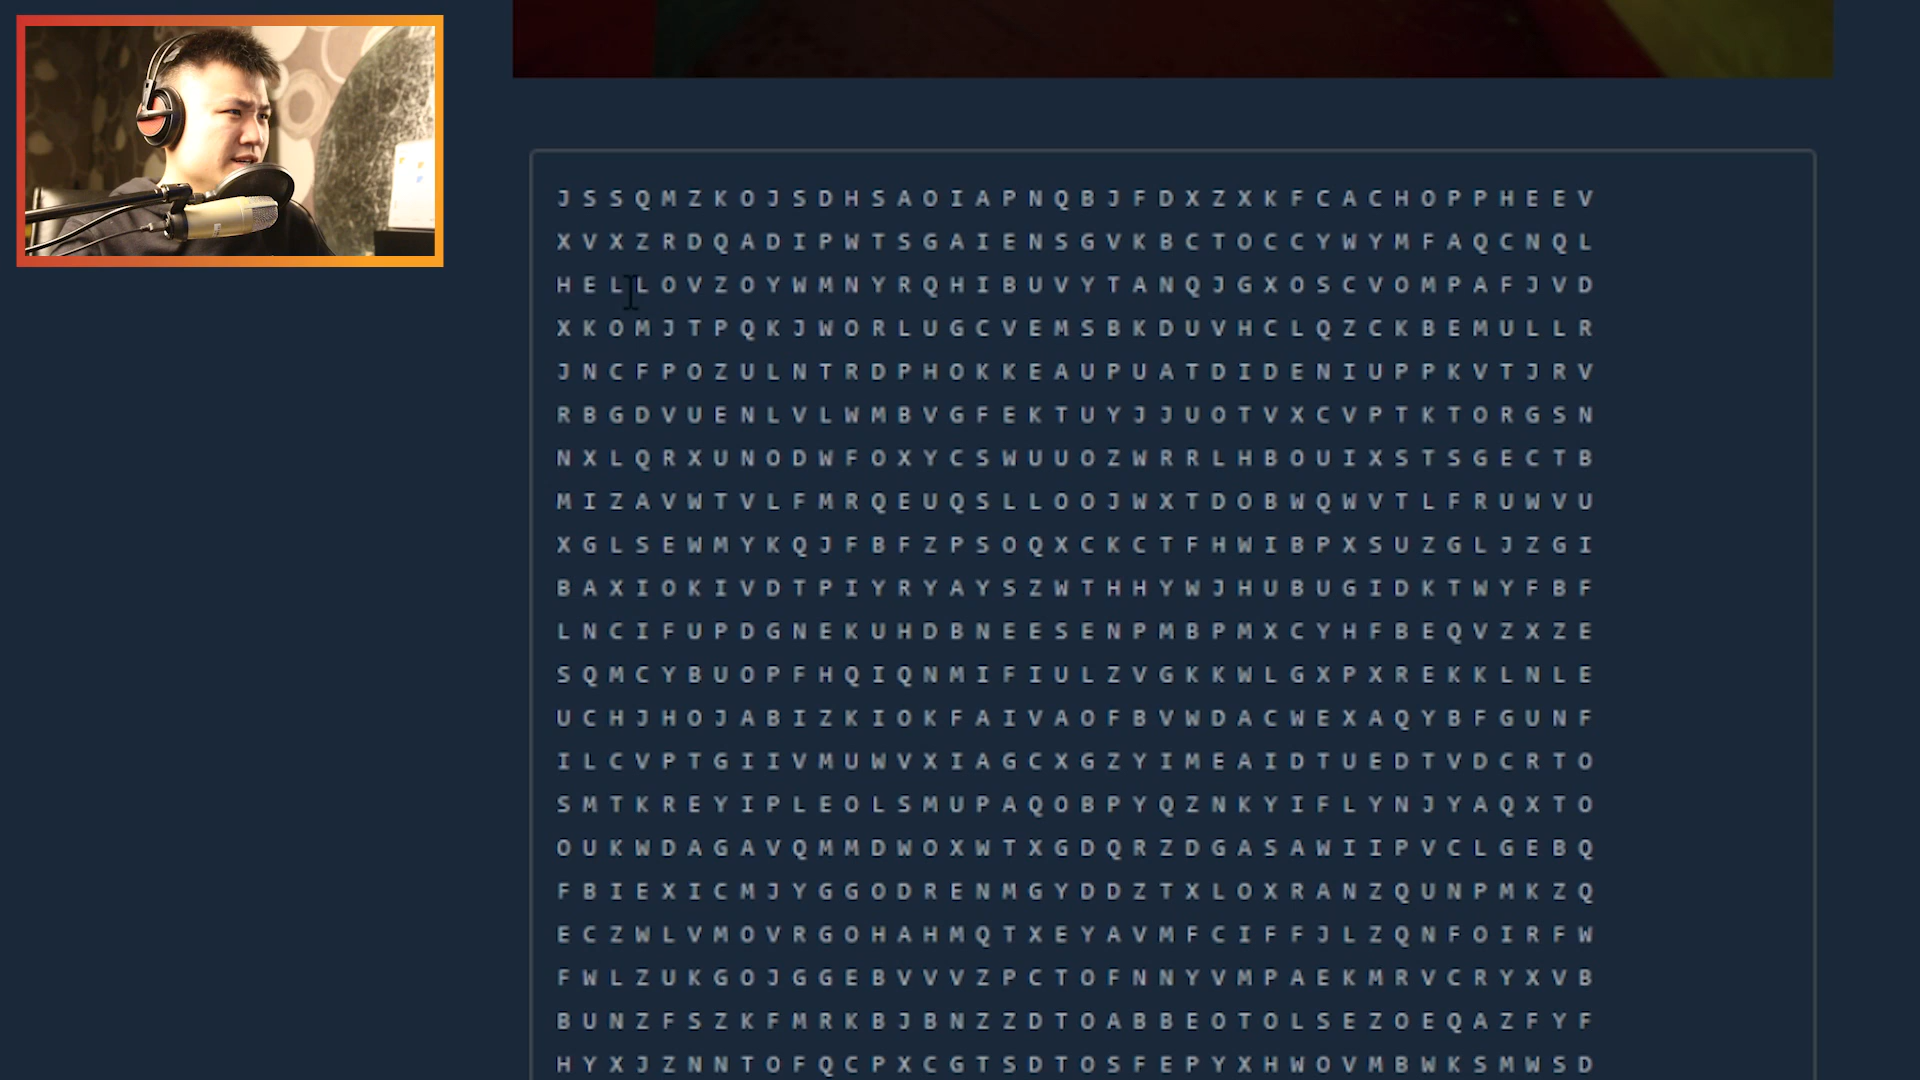 J S S Q M Z K O J S D H S A O I A P N Q B J F D X Z X K F C A C H O P P H E E V
X V X Z R D Q A D I P W T S G A I E N S G V K B C T O C C Y W Y M F A Q C N Q L
H E L L O V Z O Y W M N Y R Q H I B U V Y T A N Q J G X O S C V O M P A F J V D
X K O M J T P Q K J W O R L U G C V E M S B K D U V H C L Q Z C K B E M U L L R
J N C F P O Z U L N T R D P H O K K E A U P U A T D I D E N I U P P K V T J R V
R B G D V U E N L V L W M B V G F E K T U Y J J U O T V X C V P T K T O R G S N
N X L Q R X U N O D W F O X Y C S W U U O Z W R R L H B O U I X S T S G E C T B
M I Z A V W T V L F M R Q E U Q S L L O O J W X T D O B W Q W V T L F R U W V U
X G L S E W M Y K Q J F B F Z P S O Q X C K C T F H W I B P X S U Z G L J Z G I
B A X I O K I V D T P I Y R Y A Y S Z W T H H Y W J H U B U G I D K T W Y F B F
L N C I F U P D G N E K U H D B N E E S E N P M B P M X C Y H F B E Q V Z X Z E
S Q M C Y B U O P F H Q I Q N M I F I U L Z V G K K W L G X P X R E K K L N L E
U C H J H O J A B I Z K I O K F A I V A O F B V W D A C W E X A Q Y B F G U N F
I L C V P T G I I V M U W V X I A G C X G Z Y I M E A I D T U E D T V D C R T O
S M T K R E Y I P L E O L S M U P A Q O B P Y Q Z N K Y I F L Y N J Y A Q X T O
O U K W D A G A V Q M M D W O X W T X G D Q R Z D G A S A W I I P V C L G E B Q
F B I E X I C M J Y G G O D R E N M G Y D D Z T X L O X R A N Z Q U N P M K Z Q
E C Z W L V M O V R G O H A H M Q T X E Y A V M F C I F F J L Z Q N F O I R F W
F W L Z U K G O J G G E B V V V Z P C T O F N N Y V M P A E K M R V C R Y X V B
B U N Z F S Z K F M R K B J B N Z Z D T O A B B E O T O L S E Z O E Q A Z F Y F
H Y X J Z N N T O F Q C P X C G T S D T O S F E P Y X H W O V M B W K S M W S D